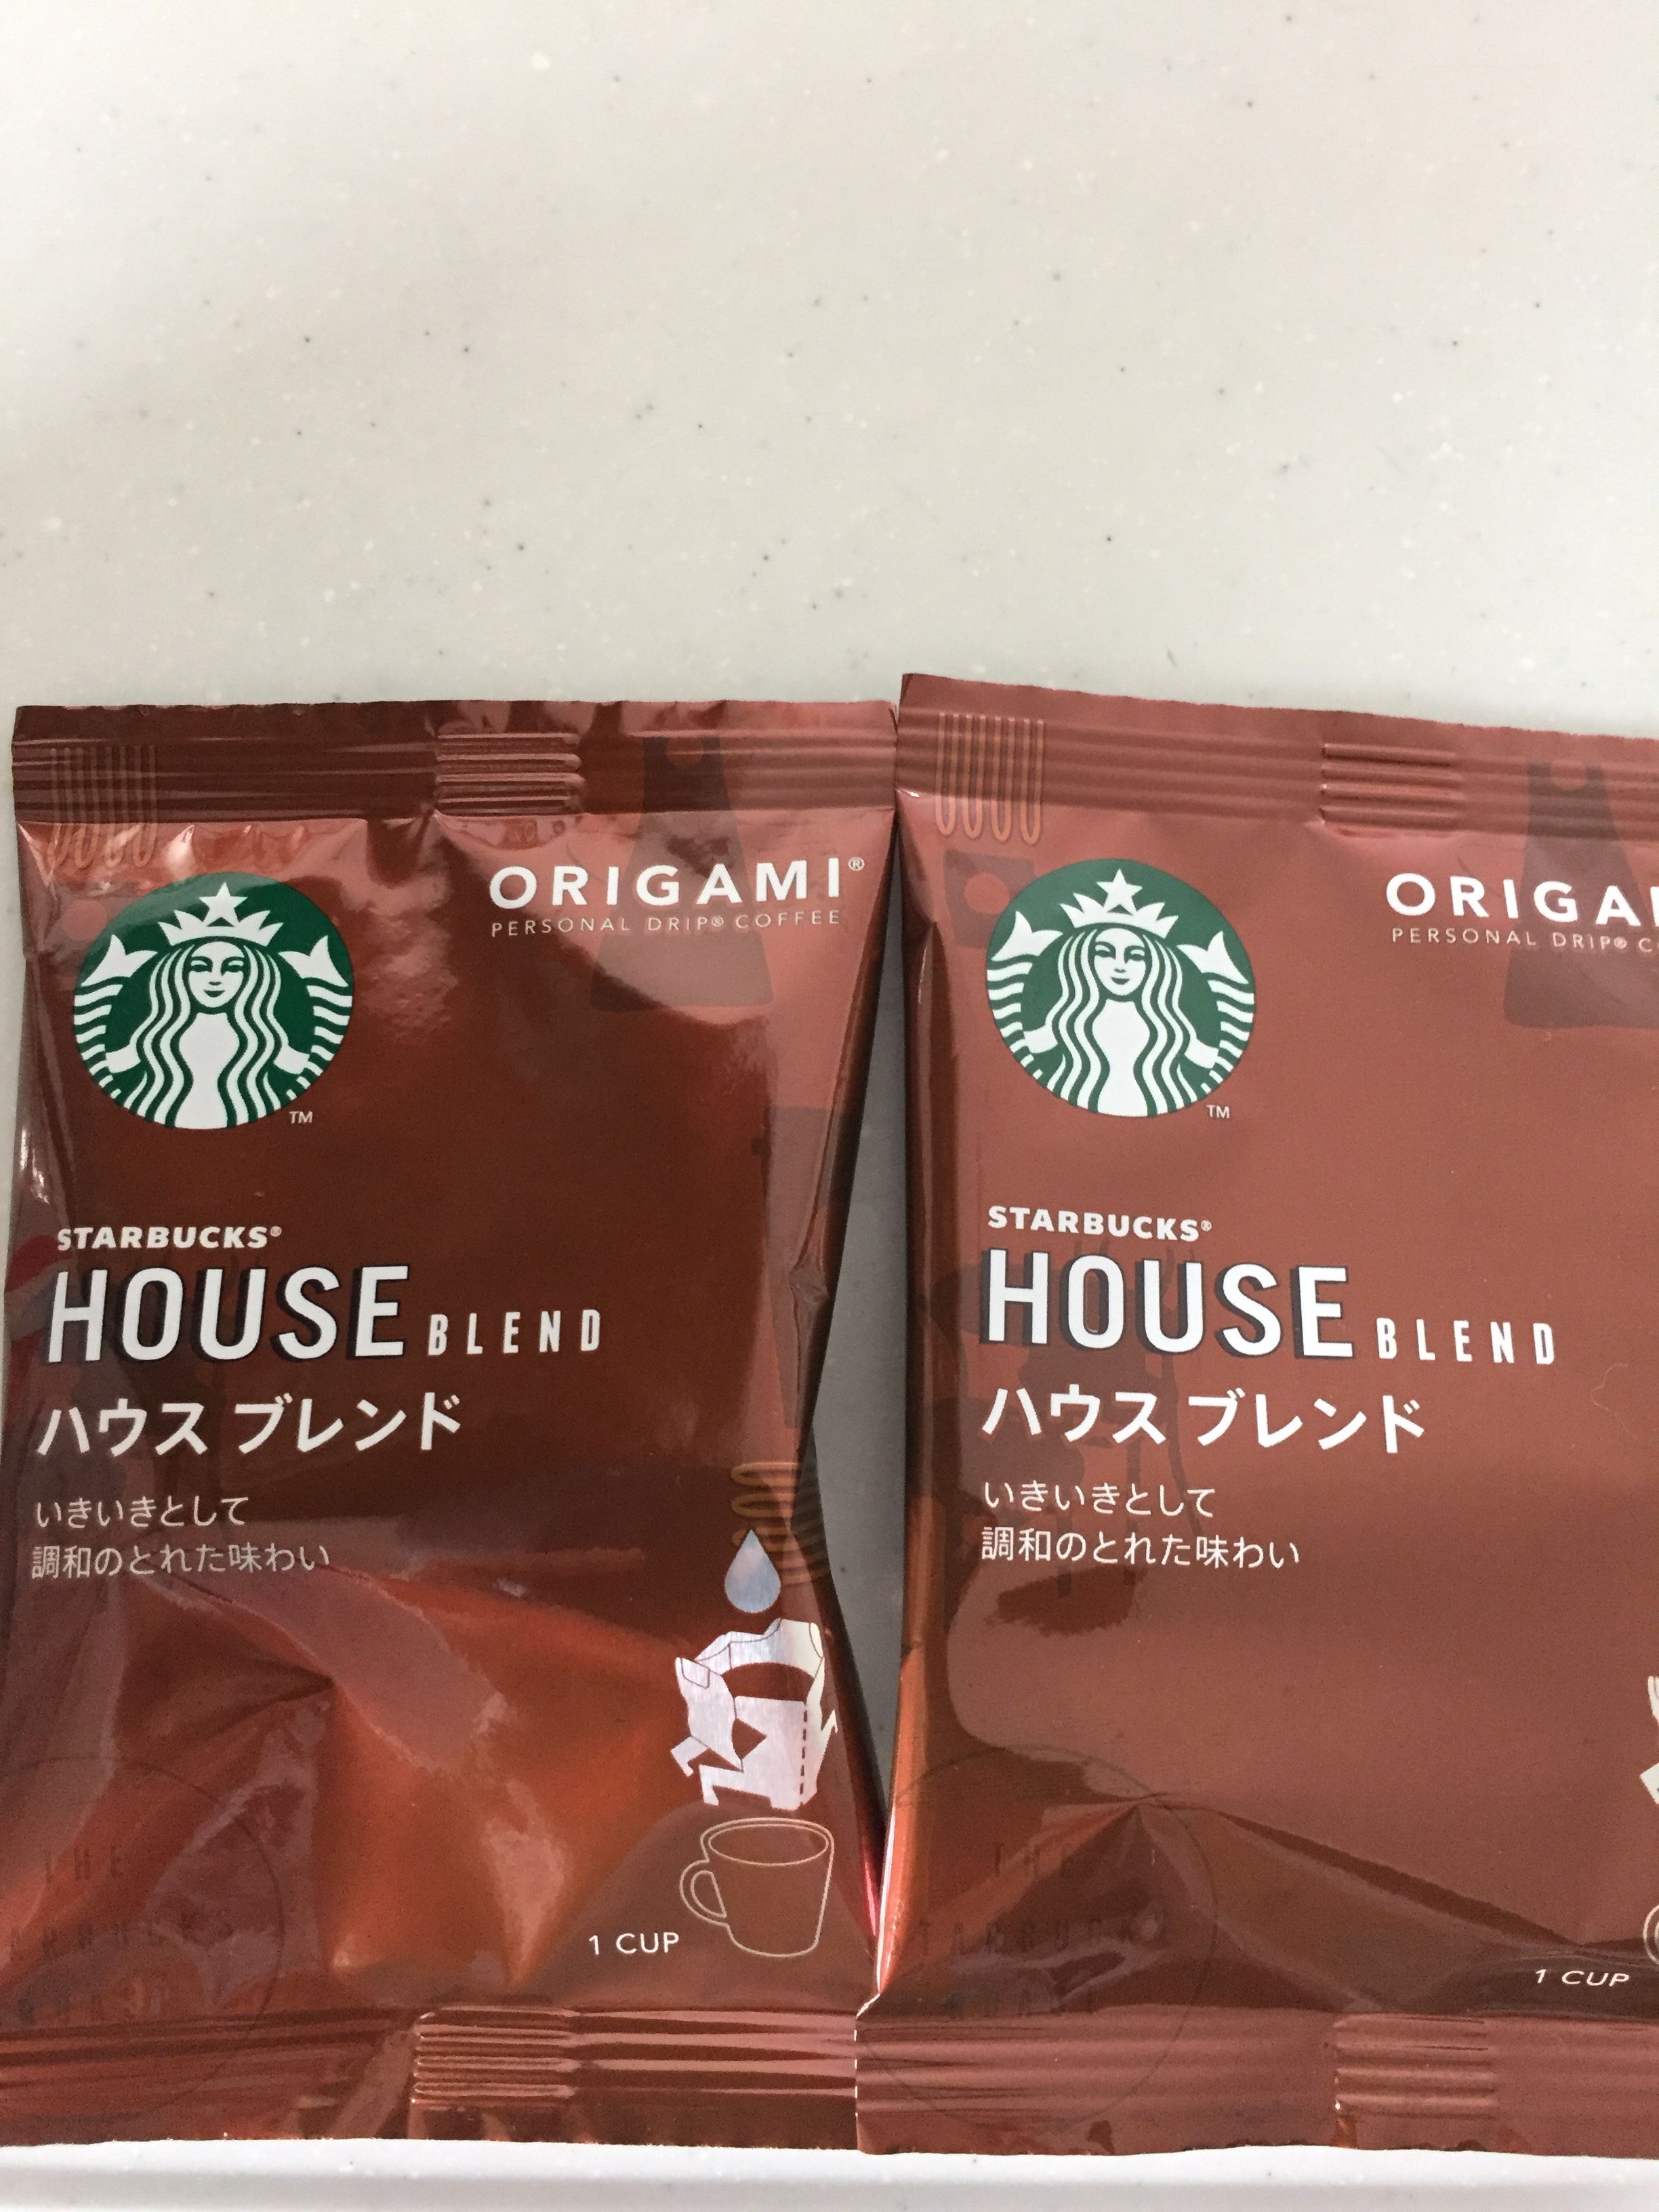 ORIGAMI®
PERSONAL DRIP® COFFEE
TM
STARBUCKS®
HOUSE BLEND
ハウス ブレンド
いきいきとして
調和のとれた味わい
1 CUP
ORIGA
PERSONAL DRIP® C
TM
STARBUCKS®
HOUSE BLEND
ハウス ブレンド
いきいきとして
調和のとれた味わい
THE
1 CUP